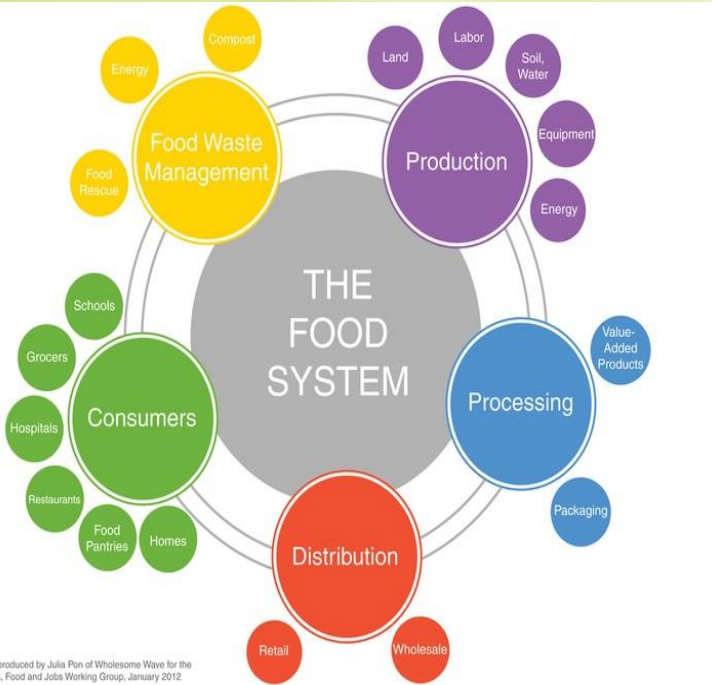 THE
FOOD
SYSTEM
Production
Land
Labor
Soil,
Water
Equipment
Energy
Processing
Value-
Added
Products
Packaging
Distribution
Wholesale
Retail
Consumers
Homes
Food
Pantries
Restaurants
Hospitals
Grocers
Schools
Food Waste
Management
Food
Rescue
Energy
Compost
produced by Julia Pon of Wholesome Wave for the
, Food and Jobs Working Group, January 2012